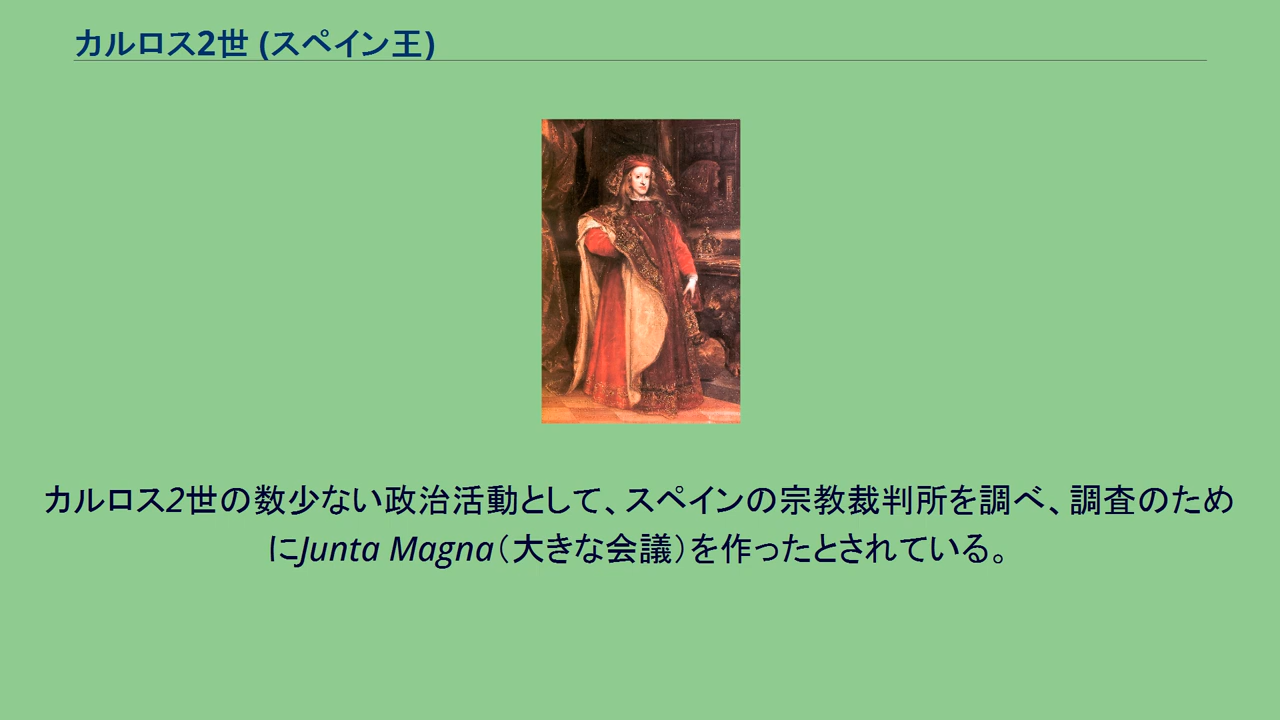 カルロス2世 (スペイン王)
カルロス2世の数少ない政治活動として、スペインの宗教裁判所を調べ、調査のため
にJunta Magna（大きな会議）を作ったとされている。